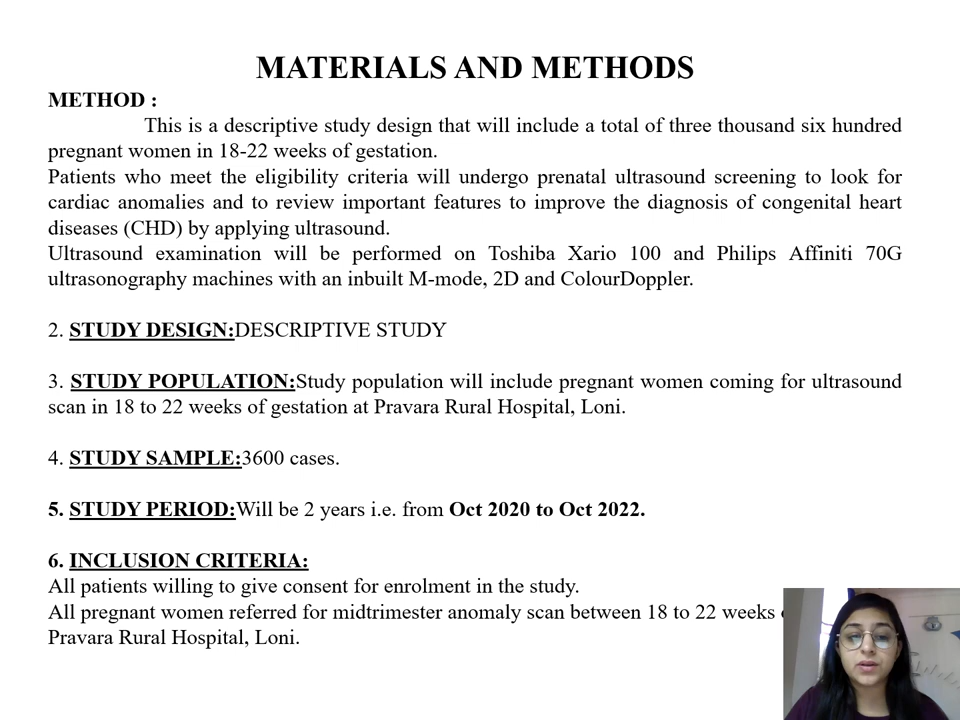 MATERIALS AND METHODS
METHOD :
This is a descriptive study design that will include a total of three thousand six hundred
pregnant women in 18-22 weeks of gestation.
Patients who meet the eligibility criteria will undergo prenatal ultrasound screening to look for
cardiac anomalies and to review important features to improve the diagnosis of congenital heart
diseases (CHD) by applying ultrasound.
Ultrasound examination will be performed on Toshiba Xario 100 and Philips Affiniti 70G
ultrasonography machines with an inbuilt M-mode, 2D and ColourDoppler.
2. STUDY DESIGN:DESCRIPTIVE STUDY
3. STUDY POPULATION:Study population will include pregnant women coming for ultrasound
scan in 18 to 22 weeks of gestation at Pravara Rural Hospital, Loni.
4. STUDY SAMPLE:3600 cases.
5. STUDY PERIOD:Will be 2 years i.e. from Oct 2020 to Oct 2022.
6. INCLUSION CRITERIA:
All patients willing to give consent for enrolment in the study.
All pregnant women referred for midtrimester anomaly scan between 18 to 22 weeks
Pravara Rural Hospital, Loni.